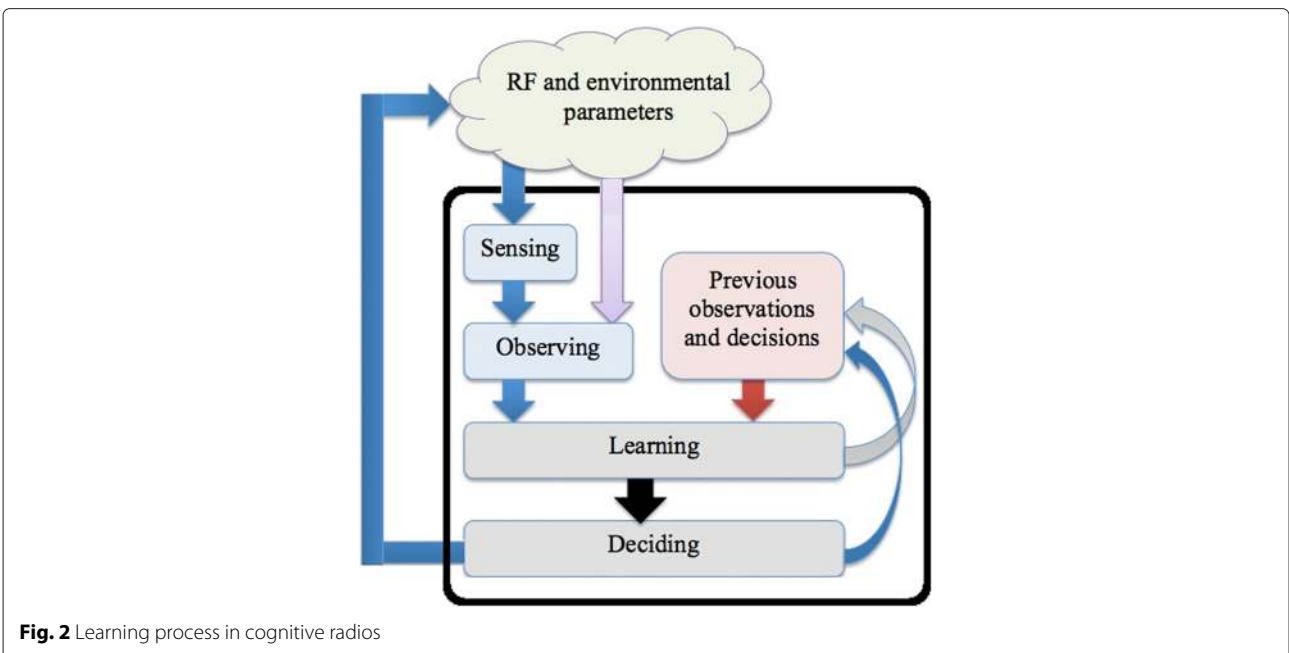 RF and environmental
parameters
Sensing
Observing
Previous
observations
and decisions
Learning
Deciding
Fig. 2 Learning process in cognitive radios